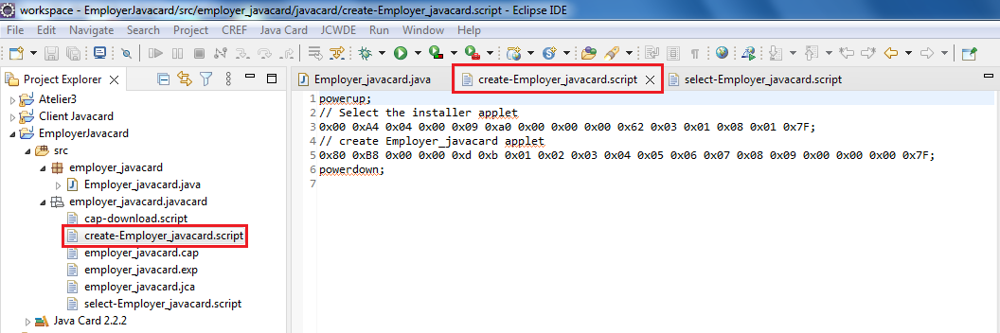 workspace - EmployerJavacard/src/employer_javacard/javacard/create-Employer_javacard.script - Eclipse IDE
File Edit Navigate Search Project CREF Java Card JCWDE Run Window Help
Project Explorer
Employer_javacard.java create-Employer_javacard.script select-Employer_javacard.script
Atelier3
Client Javacard
EmployerJavacard
src
employer_javacard
Employer_javacard.java
employer_javacard.javacard
cap-download.script
create-Employer_javacard.script
employer_javacard.cap
employer_javacard.exp
employer_javacard.jca
select-Employer_javacard.script
Java Card 2.2.2
1 powerup;
2 // Select the installer applet
3 0x00 0xA4 0x04 0x00 0x09 0xa0 0x00 0x00 0x00 0x62 0x03 0x01 0x08 0x01 0x7F;
4 // create Employer_javacard applet
5 0x80 0xB8 0x00 0x00 0xd 0xb 0x01 0x02 0x03 0x04 0x05 0x06 0x07 0x08 0x09 0x00 0x00 0x00 0x7F;
6 powerdown;
7